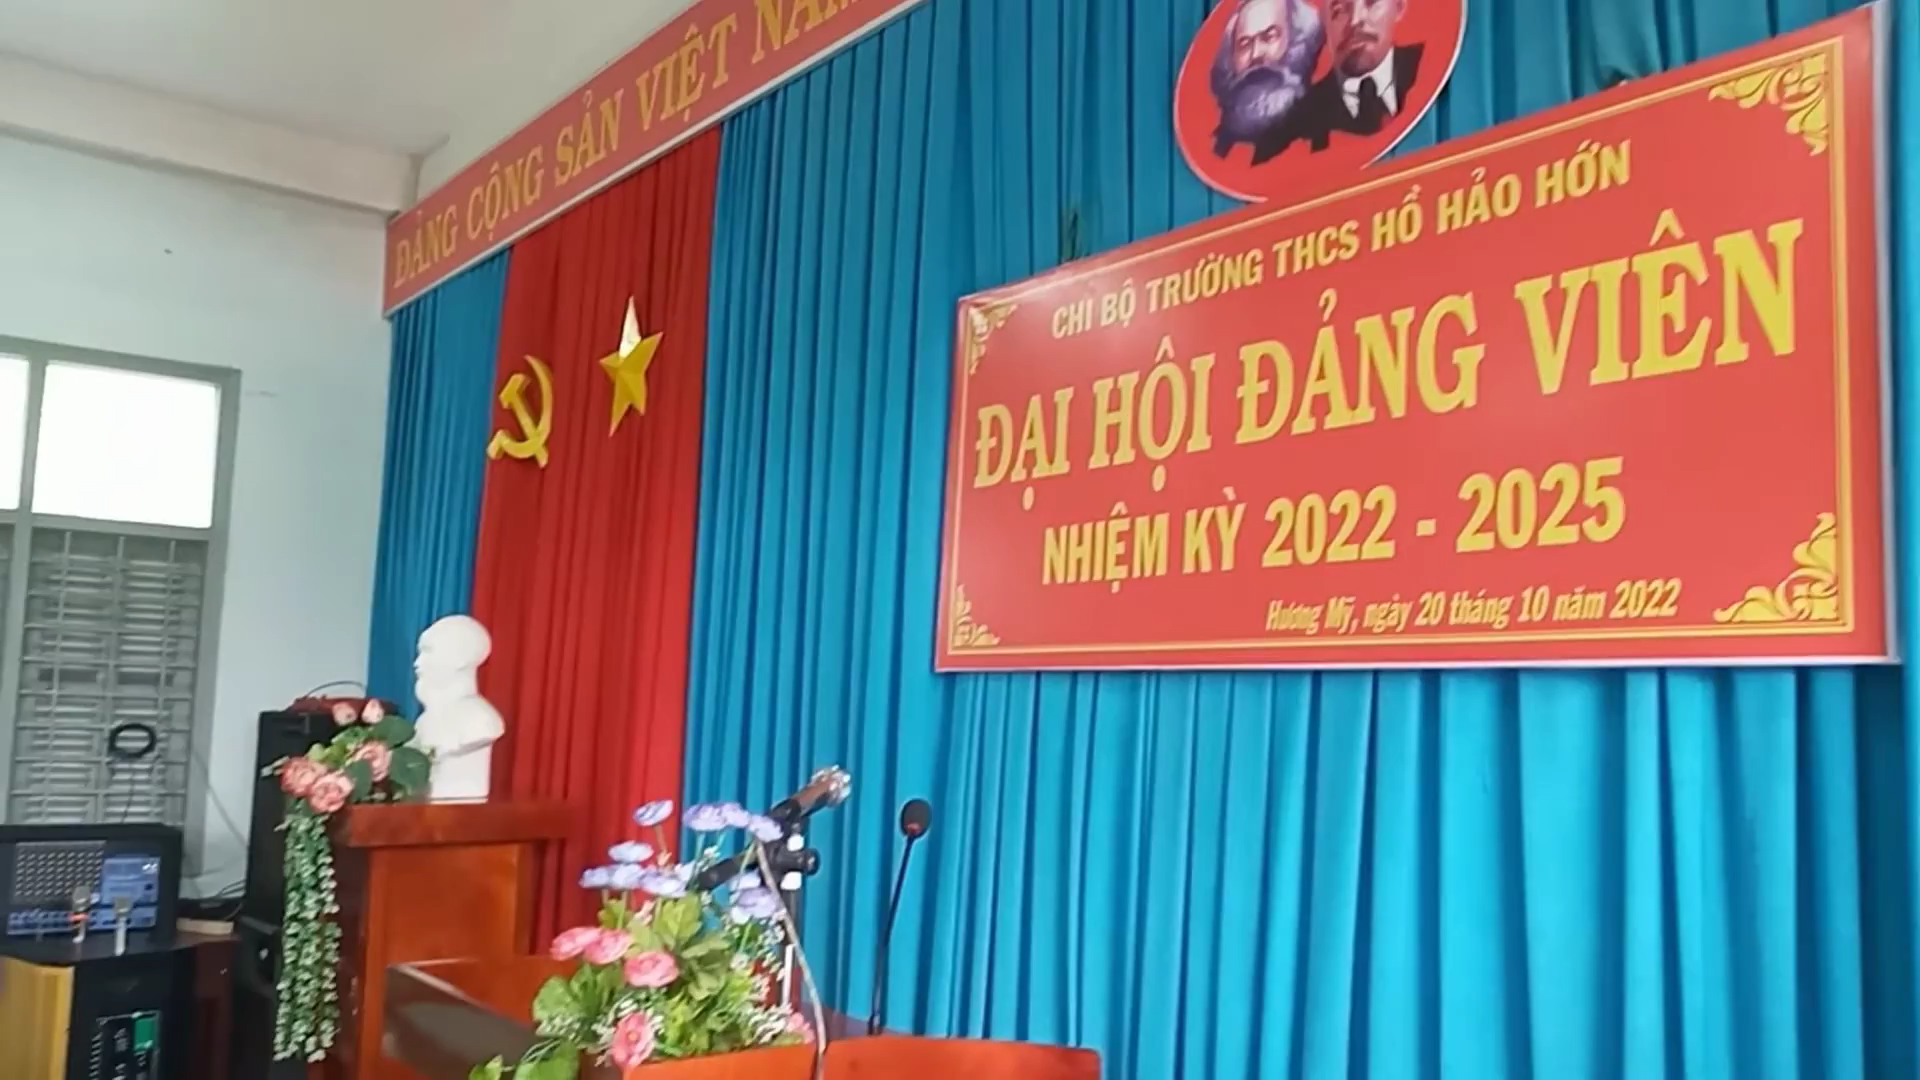 ĐẢNG CỘNG SẢN VIỆT NAM
CHI BỘ TRƯỜNG THCS HỒ HẢO HỚN
ĐẠI HỘI ĐẢNG VIÊN
NHIỆM KỲ 2022 - 2025
Hương Mỹ, ngày 20 tháng 10 năm 2022